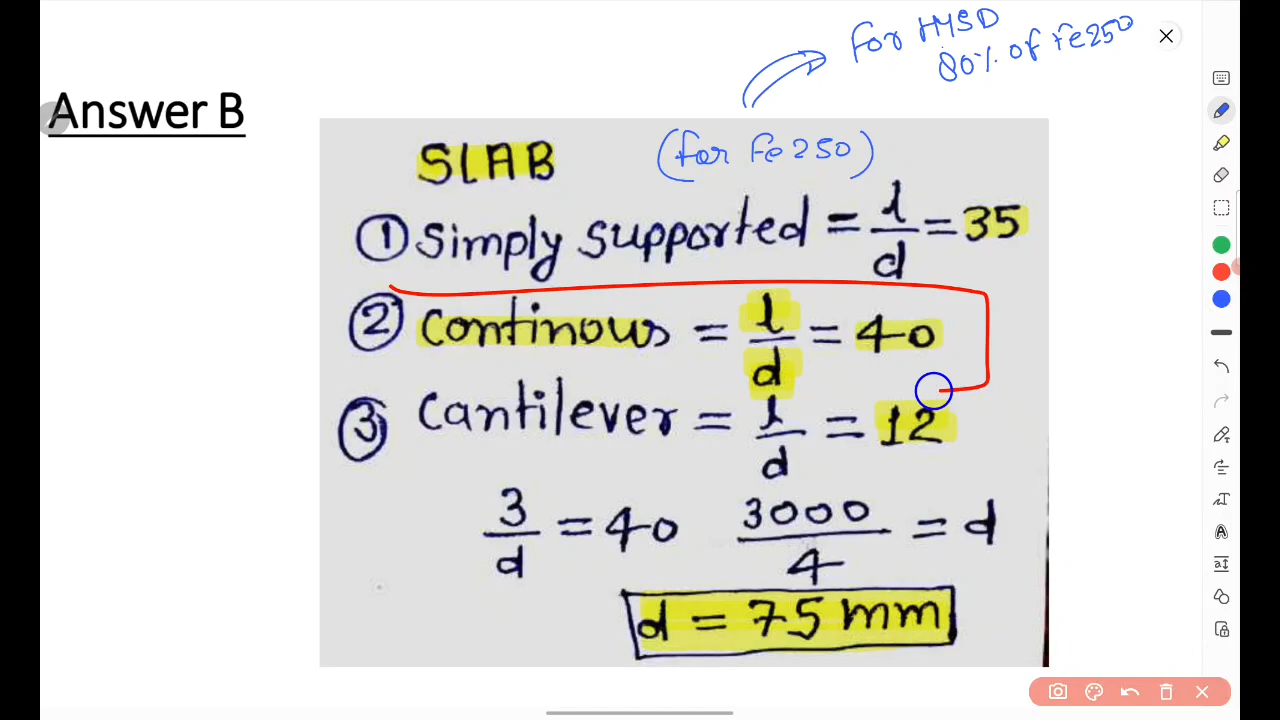 For HYSD
80% of Fe250
Answer B
SLAB
(for Fe250)
① Simply supported = l/d = 35
② Continous = l/d = 40
③ Cantilever = l/d = 12
3/d = 40 3000/4 = d
d = 75 mm